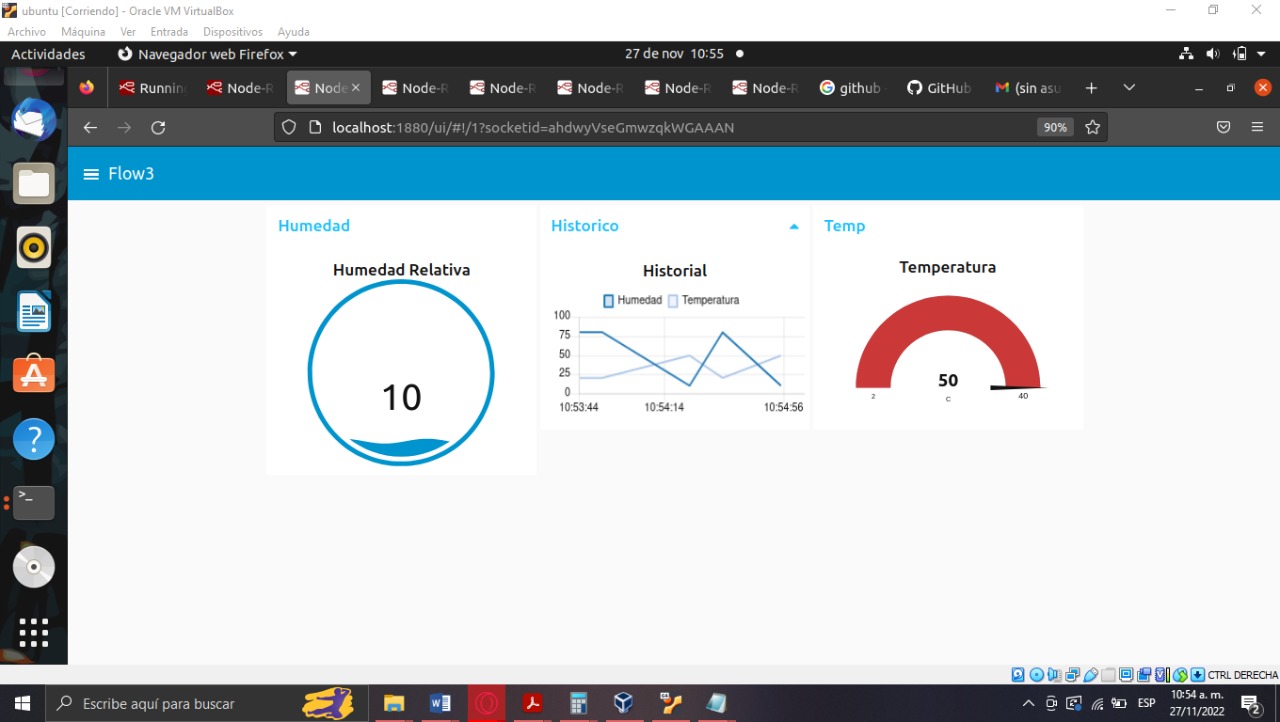 ubuntu [Corriendo] - Oracle VM VirtualBox
Archivo Máquina Ver Entrada Dispositivos Ayuda
Actividades Navegador web Firefox 27 de nov 10:55
Running Node-R Node Node-R Node-R Node-R Node-R Node-R github GitHub (sin asu
localhost:1880/ui/#!/1?socketid=ahdwyVseGmwzqkWGAAAN 90%
Flow3
Humedad
Humedad Relativa
10
Historico
Historial
Humedad Temperatura
100
75
50
25
0
10:53:44 10:54:14 10:54:56
Temp
Temperatura
50
C
2 40
CTRL DERECHA
Escribe aquí para buscar
ESP
10:54 a. m.
27/11/2022
2